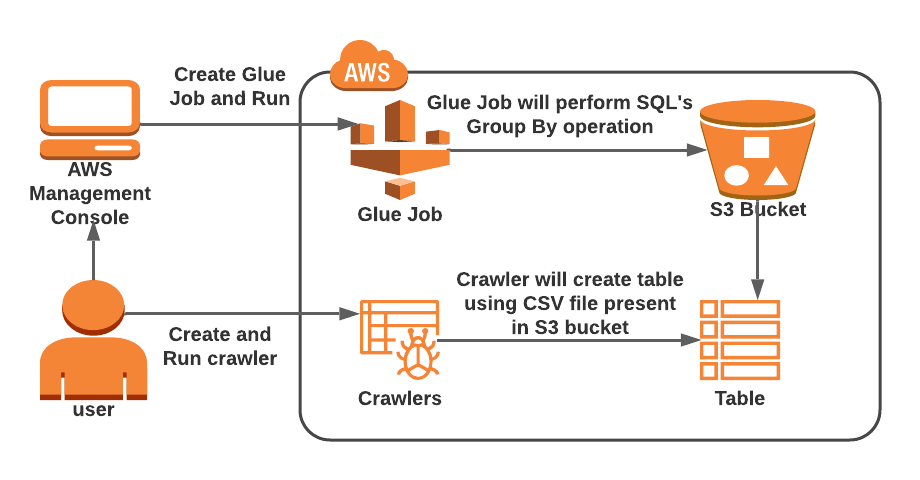 Create Glue
Job and Run
AWS
Glue Job will perform SQL's
Group By operation
AWS
Management
Console
Glue Job
S3 Bucket
Crawler will create table
using CSV file present
in S3 bucket
Create and
Run crawler
user
Crawlers
Table